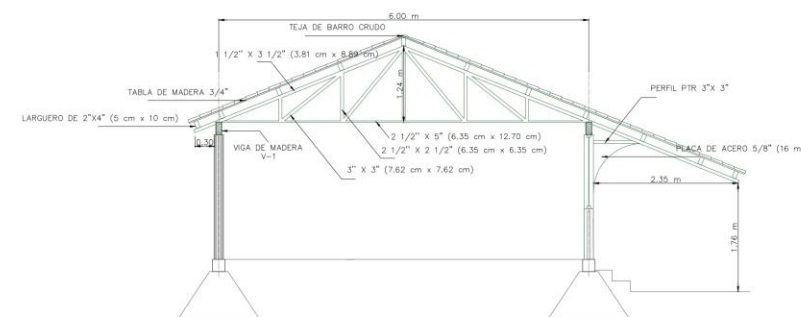 6.00 m
TEJA DE BARRO CRUDO
1 1/2" X 3 1/2" (3.81 cm x 8.89 cm)
1.24 m
TABLA DE MADERA 3/4"
PERFIL PTR 3"X 3"
LARGUERO DE 2"X4" (5 cm x 10 cm)
0.30
VIGA DE MADERA
V-1
2 1/2" X 5" (6.35 cm x 12.70 cm)
2 1/2" X 2 1/2" (6.35 cm x 6.35 cm)
3" X 3" (7.62 cm x 7.62 cm)
PLACA DE ACERO 5/8" (16 m
2.35 m
1.76 m